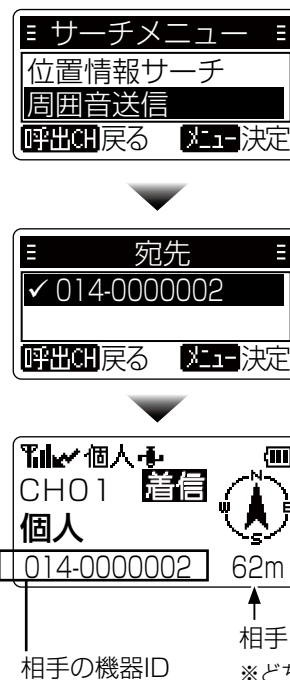 サーチメニュー
位置情報サーチ
周囲音送信
呼出CH 戻る メニュー 決定
宛先
✓ 014-0000002
呼出CH 戻る メニュー 決定
個人
CH01 着信
N
W E
S
個人
014-0000002 62m
相手
相手の機器ID
※ど